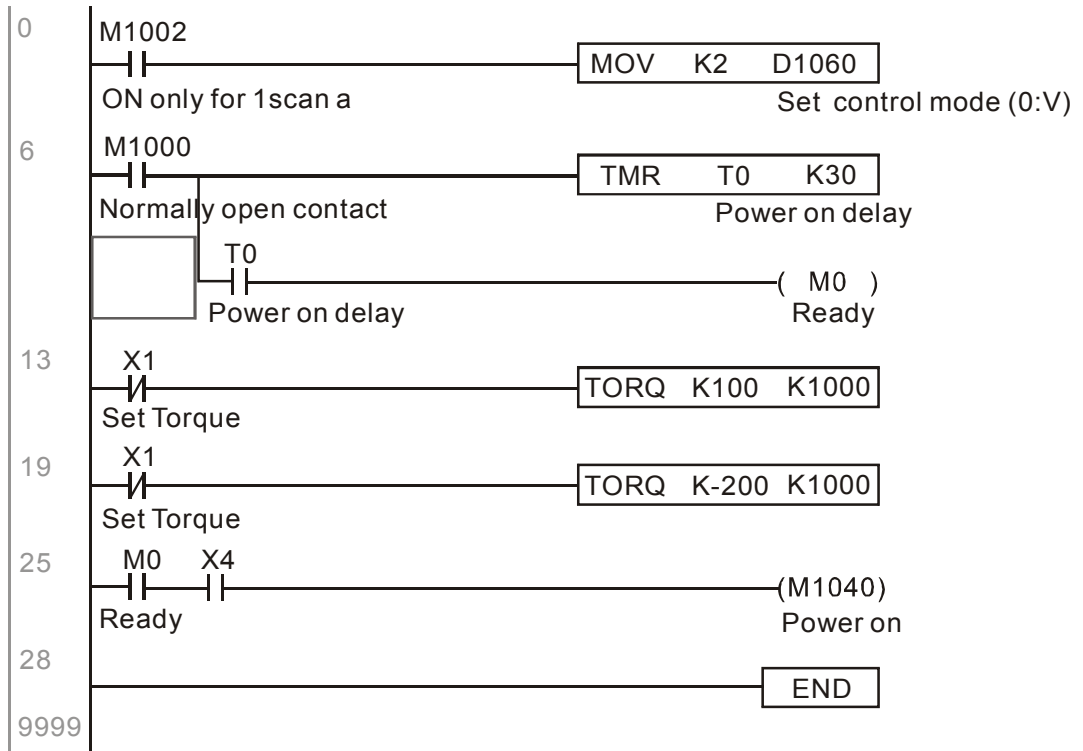 0
M1002
MOV K2 D1060
ON only for 1scan a
Set control mode (0:V)
6
M1000
TMR T0 K30
Normally open contact
Power on delay
T0
( M0 )
Power on delay
Ready
13
X1
TORQ K100 K1000
Set Torque
19
X1
TORQ K-200 K1000
Set Torque
25
M0 X4
(M1040)
Ready
Power on
28
END
9999